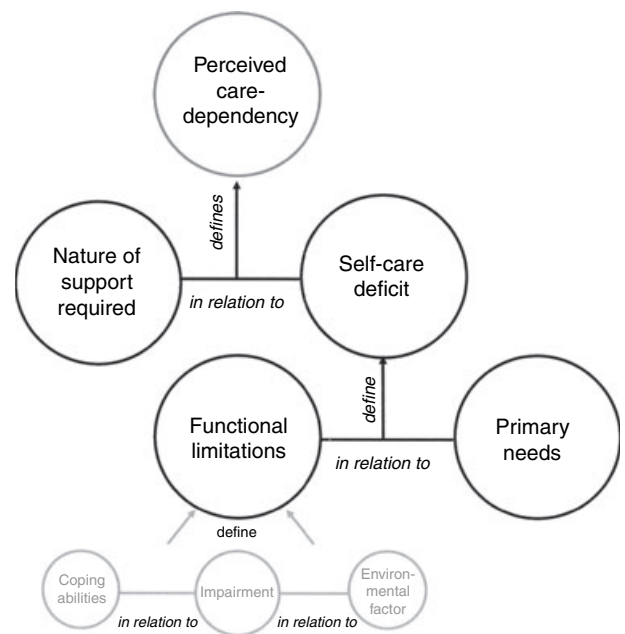 Perceived
care-
dependency
defines
Nature of
support
required
in relation to
Self-care
deficit
define
Functional
limitations
in relation to
Primary
needs
define
Coping
abilities
in relation to
Impairment
in relation to
Environ-
mental
factor